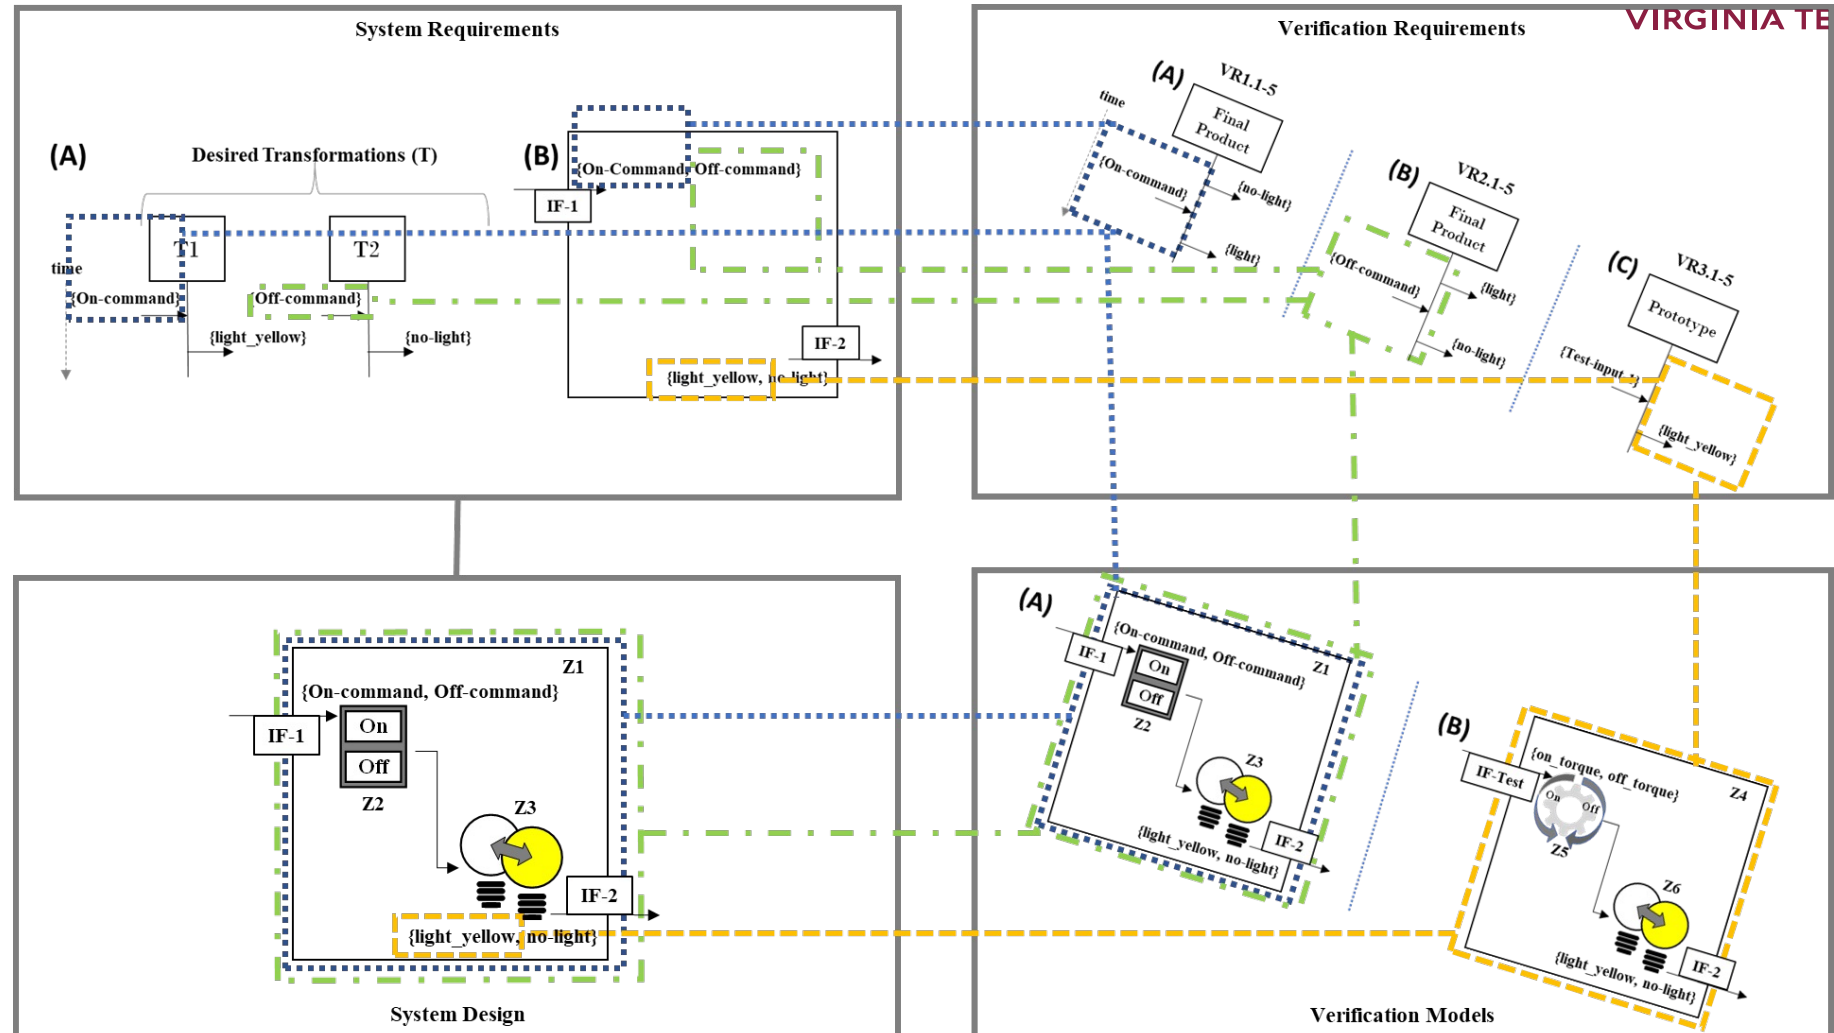 System Requirements
(A)
Desired Transformations (T)
T1
T2
time
{On-command}
{Off-command}
{light_yellow}
{no-light}
(B)
{On-Command, Off-command}
IF-1
IF-2
{light_yellow, no-light}
Verification Requirements
VIRGINIA TE
(A)
VR1.1-5
time
Final
Product
{On-command}
{no-light}
{light}
(B)
VR2.1-5
Final
Product
{Off-command}
{light}
{no-light}
(C)
VR3.1-5
Prototype
{Test-input_1}
{light_yellow}
Z1
{On-command, Off-command}
IF-1
On
Off
Z2
Z3
IF-2
{light_yellow, no-light}
System Design
(A)
{On-command, Off-command}
IF-1
Z1
On
Off
Z2
Z3
IF-2
{light_yellow, no-light}
(B)
{on_torque, off_torque}
IF-Test
Z4
On
Off
Z5
Z6
IF-2
{light_yellow, no-light}
Verification Models